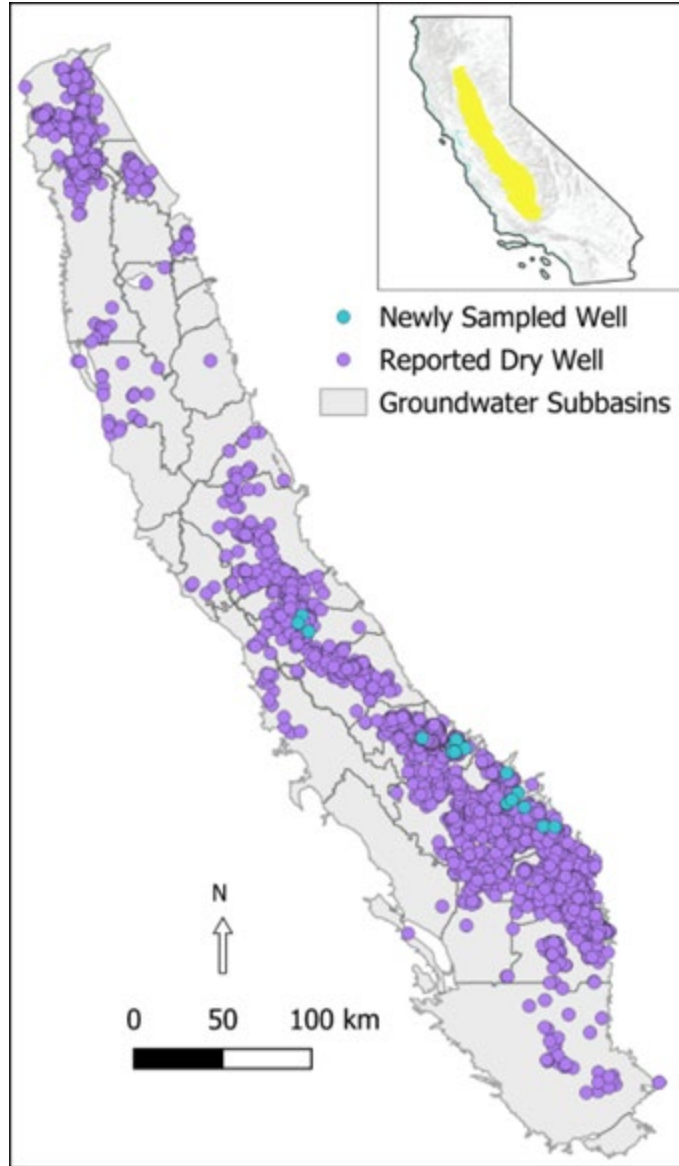 Newly Sampled Well
Reported Dry Well
Groundwater Subbasins
N
0 50 100 km